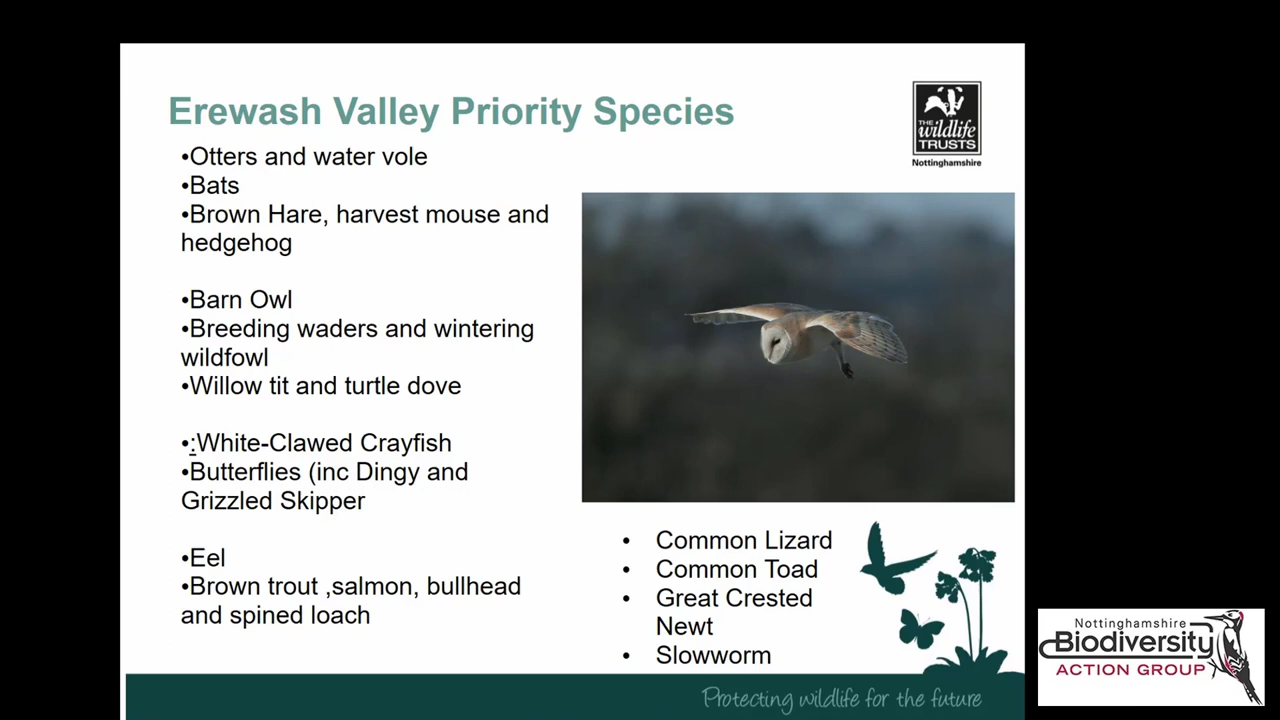 Erewash Valley Priority Species
THE
wildlife
TRUSTS
Nottinghamshire
•Otters and water vole
•Bats
•Brown Hare, harvest mouse and
hedgehog
•Barn Owl
•Breeding waders and wintering
wildfowl
•Willow tit and turtle dove
•:White-Clawed Crayfish
•Butterflies (inc Dingy and
Grizzled Skipper
•Eel
•Brown trout ,salmon, bullhead
and spined loach
• Common Lizard
• Common Toad
• Great Crested
Newt
• Slowworm
Protecting wildlife for the future
Nottinghamshire
Biodiversity
ACTION GROUP